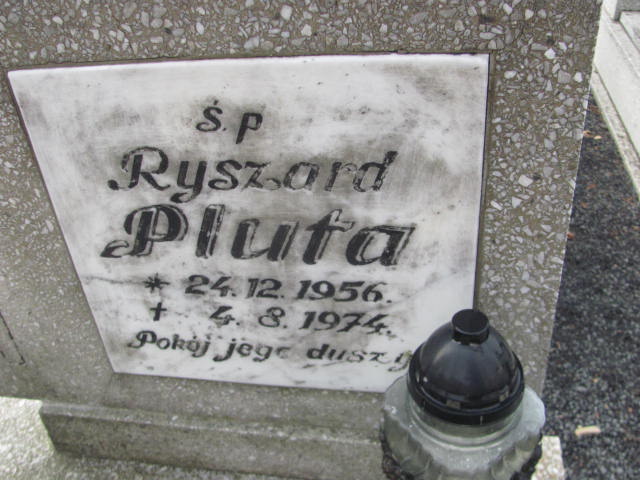 Ś.p
Ryszard
Pluta
* 24.12.1956.
† 4.8.1974.
Pokój jego duszy